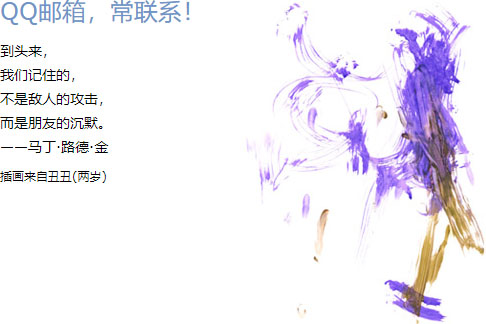 QQ邮箱，常联系！
到头来，
我们记住的，
不是敌人的攻击，
而是朋友的沉默。
——马丁·路德·金
插画来自丑丑(两岁)